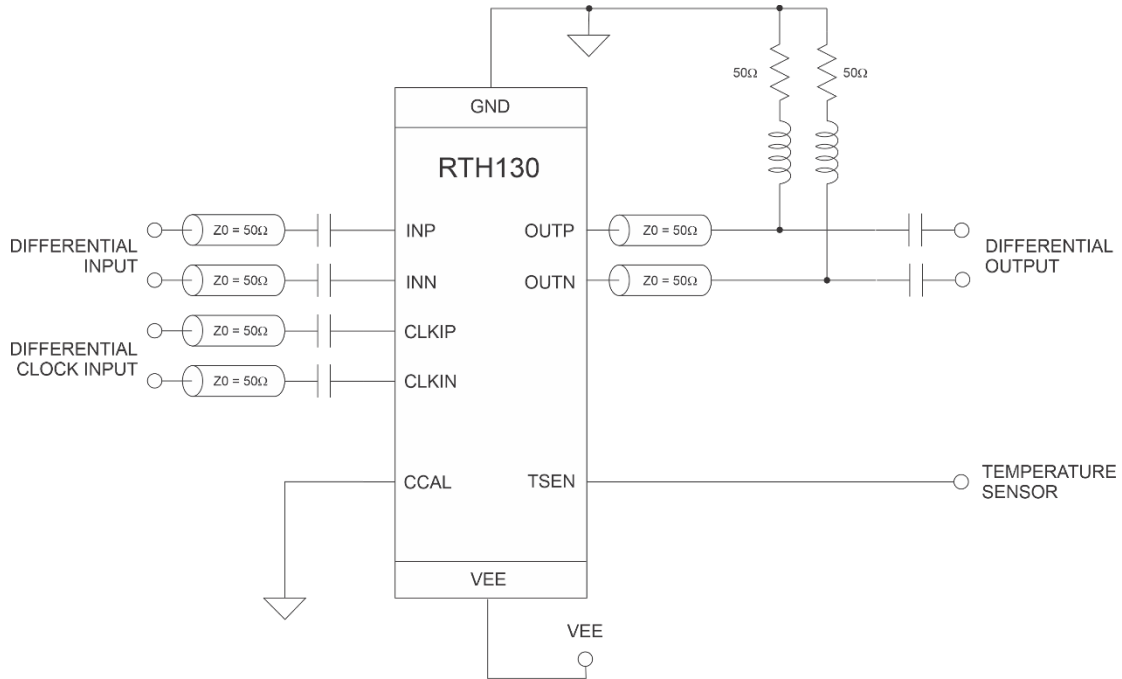 50Ω
50Ω
GND
RTH130
DIFFERENTIAL
INPUT
Z0 = 50Ω
INP
OUTP
Z0 = 50Ω
DIFFERENTIAL
OUTPUT
Z0 = 50Ω
INN
OUTN
Z0 = 50Ω
DIFFERENTIAL
CLOCK INPUT
Z0 = 50Ω
CLKIP
Z0 = 50Ω
CLKIN
CCAL
TSEN
TEMPERATURE
SENSOR
VEE
VEE